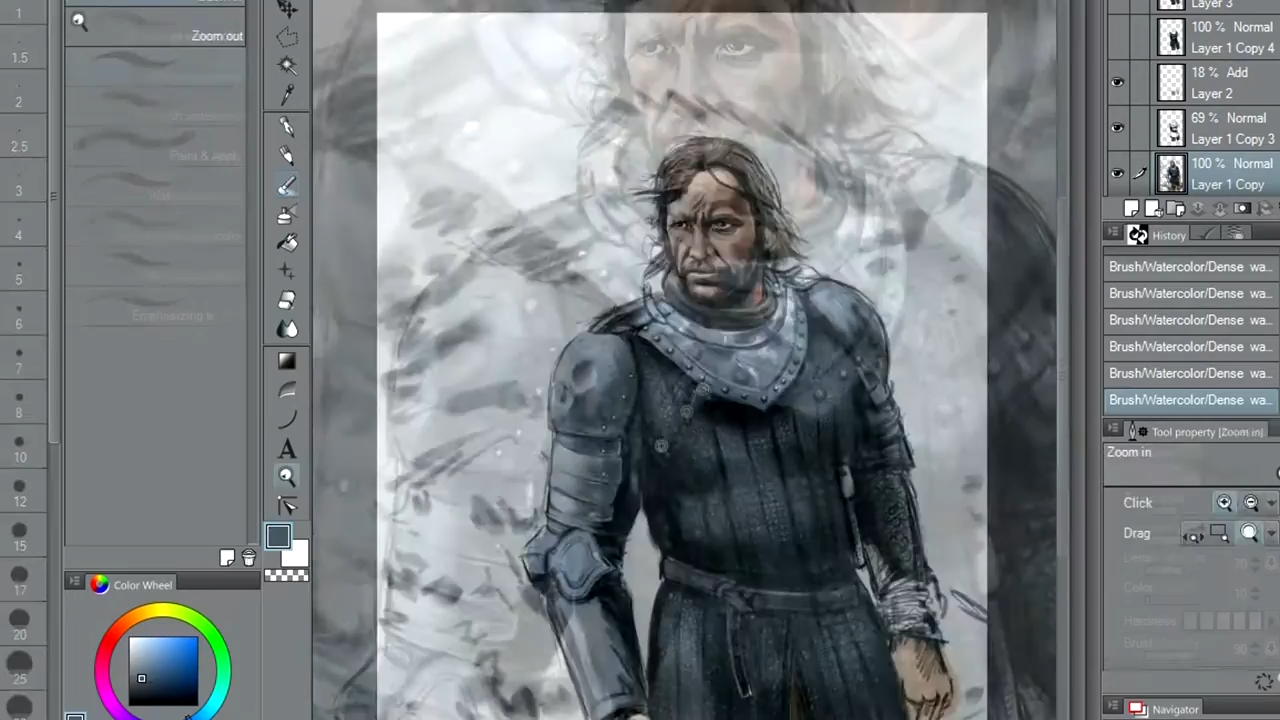 1
1.5
2
2.5
3
4
5
6
7
8
10
12
15
17
20
25
Zoom out
Color Wheel
A
Layer 3
100 % Normal
Layer 1 Copy 4
18 % Add
Layer 2
69 % Normal
Layer 1 Copy 3
100 % Normal
Layer 1 Copy
History
Brush/Watercolor/Dense wa...
Brush/Watercolor/Dense wa...
Brush/Watercolor/Dense wa...
Brush/Watercolor/Dense wa...
Brush/Watercolor/Dense wa...
Brush/Watercolor/Dense wa...
Tool property [Zoom in]
Zoom in
Click
Drag
Color
Hardness
Brush
Navigator